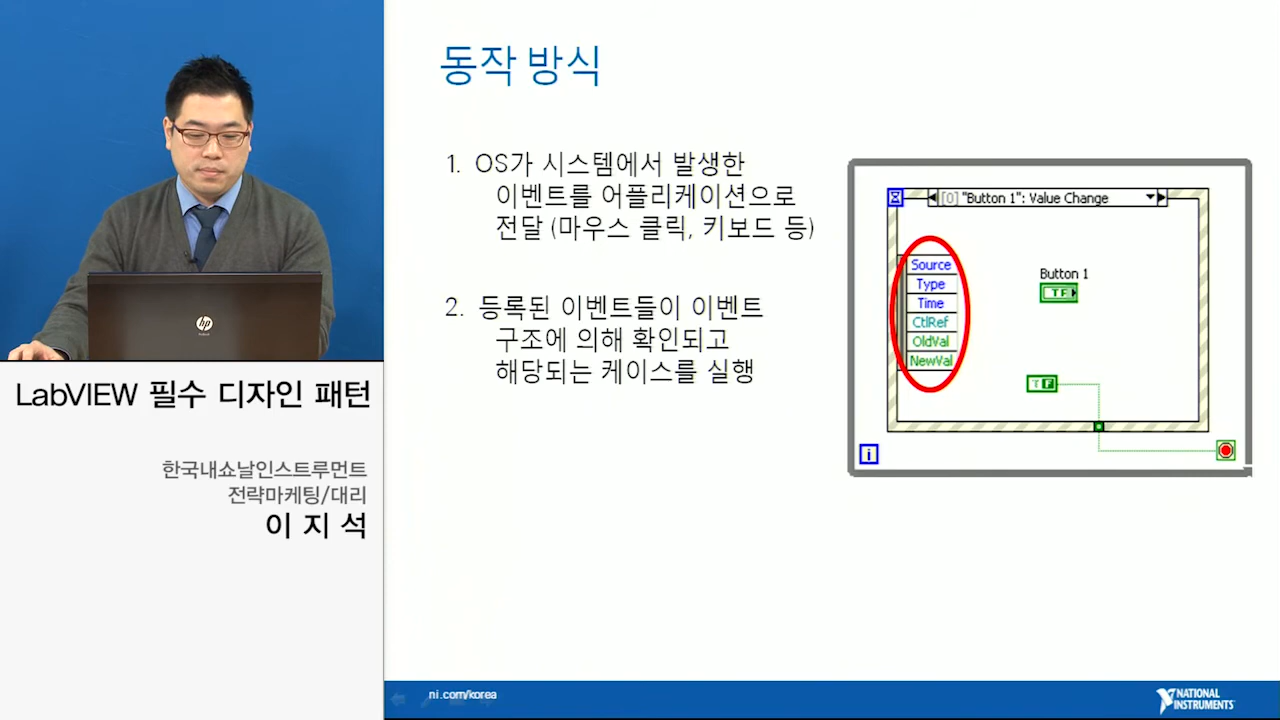 동작 방식
1. OS가 시스템에서 발생한
이벤트를 어플리케이션으로
전달 (마우스 클릭, 키보드 등)
2. 등록된 이벤트들이 이벤트
구조에 의해 확인되고
해당되는 케이스를 실행
[0] "Button 1": Value Change
Source
Type
Time
CtlRef
OldVal
NewVal
Button 1
TF
TF
i
hp
LabVIEW 필수 디자인 패턴
한국내쇼날인스트루먼트
전략마케팅/대리
이 지 석
ni.com/korea
NATIONAL
INSTRUMENTS